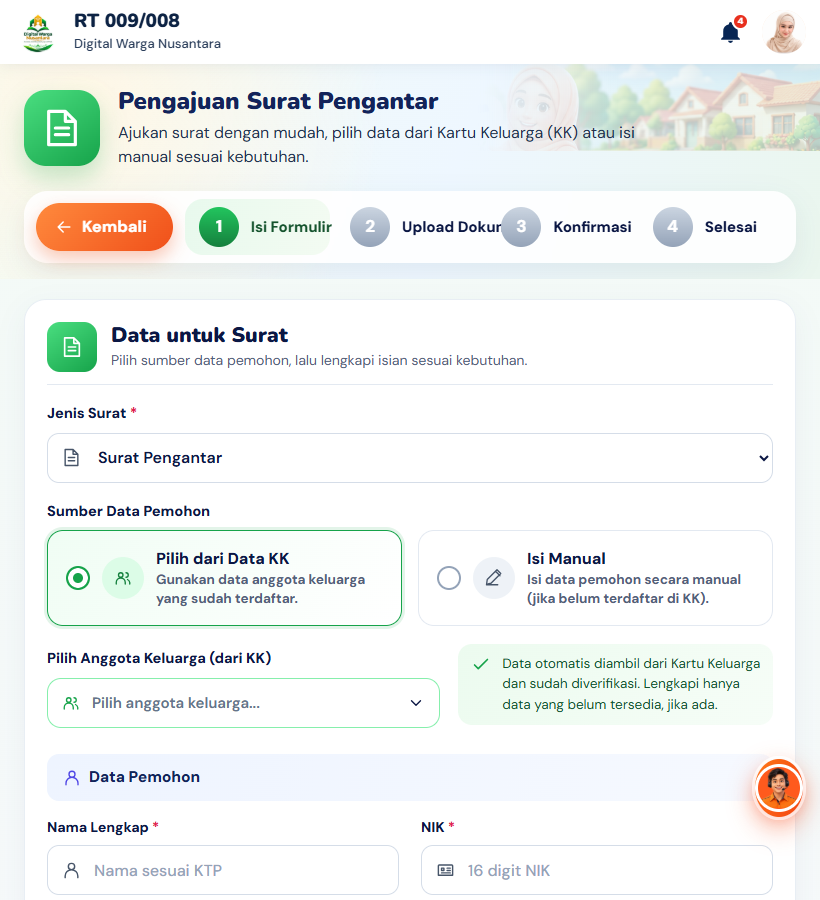 RT 009/008
Digital Warga Nusantara
4
Pengajuan Surat Pengantar
Ajukan surat dengan mudah, pilih data dari Kartu Keluarga (KK) atau isi
manual sesuai kebutuhan.
← Kembali
1 Isi Formulir
2 Upload Dokur
3 Konfirmasi
4 Selesai
Data untuk Surat
Pilih sumber data pemohon, lalu lengkapi isian sesuai kebutuhan.
Jenis Surat *
Surat Pengantar
Sumber Data Pemohon
Pilih dari Data KK
Gunakan data anggota keluarga
yang sudah terdaftar.
Isi Manual
Isi data pemohon secara manual
(jika belum terdaftar di KK).
Pilih Anggota Keluarga (dari KK)
Pilih anggota keluarga...
Data otomatis diambil dari Kartu Keluarga
dan sudah diverifikasi. Lengkapi hanya
data yang belum tersedia, jika ada.
Data Pemohon
Nama Lengkap *
Nama sesuai KTP
NIK *
16 digit NIK